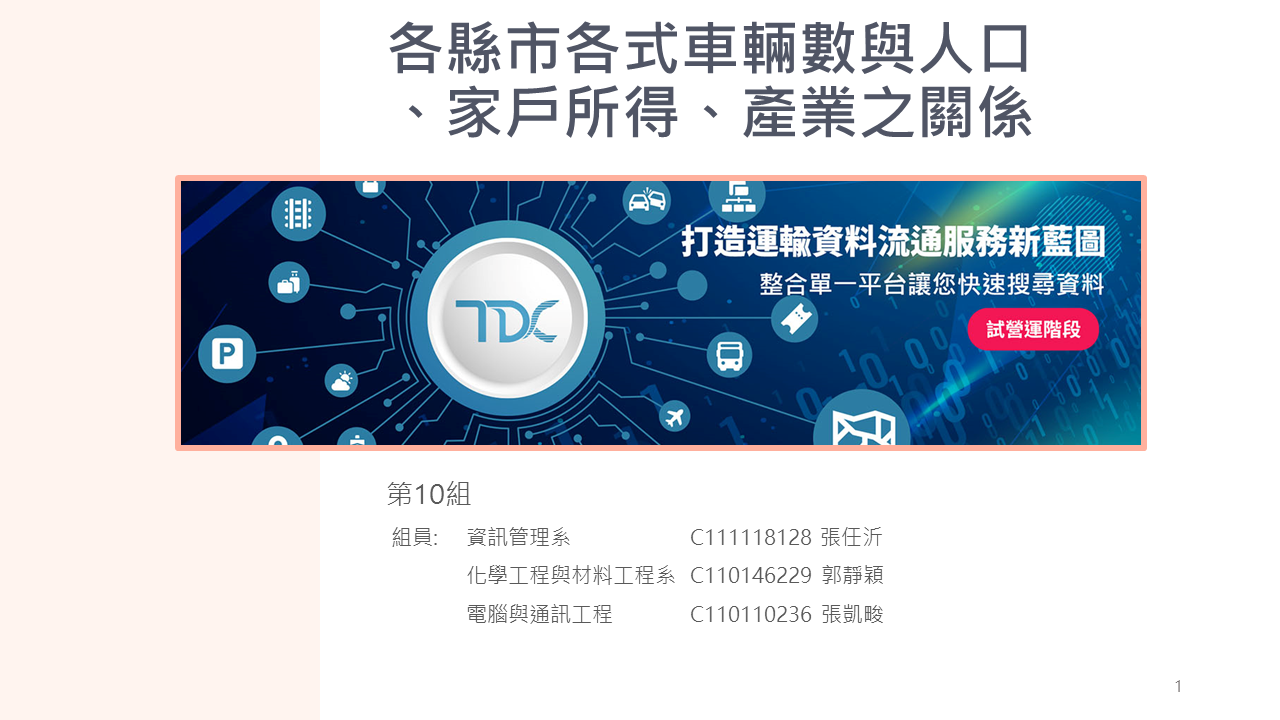 各縣市各式車輛數與人口
、家戶所得、產業之關係
TDX
打造運輸資料流通服務新藍圖
整合單一平台讓您快速搜尋資料
試營運階段
P
第10組
組員: 資訊管理系 C111118128 張任沂
化學工程與材料工程系 C110146229 郭靜穎
電腦與通訊工程 C110110236 張凱畯
1